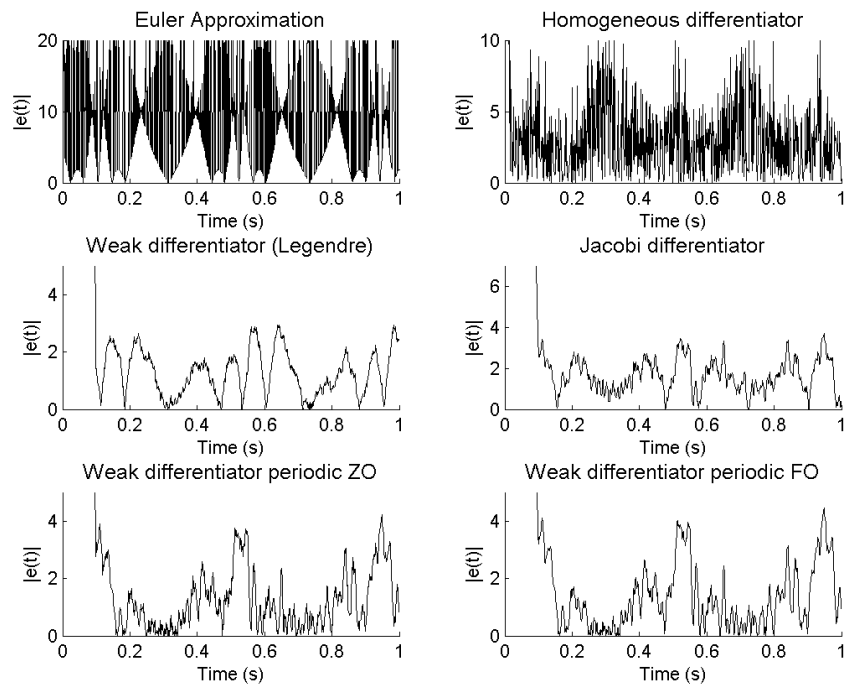 Euler Approximation
|e(t)|
20
10
0
0 0.2 0.4 0.6 0.8 1
Time (s)
Homogeneous differentiator
|e(t)|
10
5
0
0 0.2 0.4 0.6 0.8 1
Time (s)
Weak differentiator (Legendre)
|e(t)|
4
2
0
0 0.2 0.4 0.6 0.8 1
Time (s)
Jacobi differentiator
|e(t)|
6
4
2
0
0 0.2 0.4 0.6 0.8 1
Time (s)
Weak differentiator periodic ZO
|e(t)|
4
2
0
0 0.2 0.4 0.6 0.8 1
Time (s)
Weak differentiator periodic FO
|e(t)|
4
2
0
0 0.2 0.4 0.6 0.8 1
Time (s)